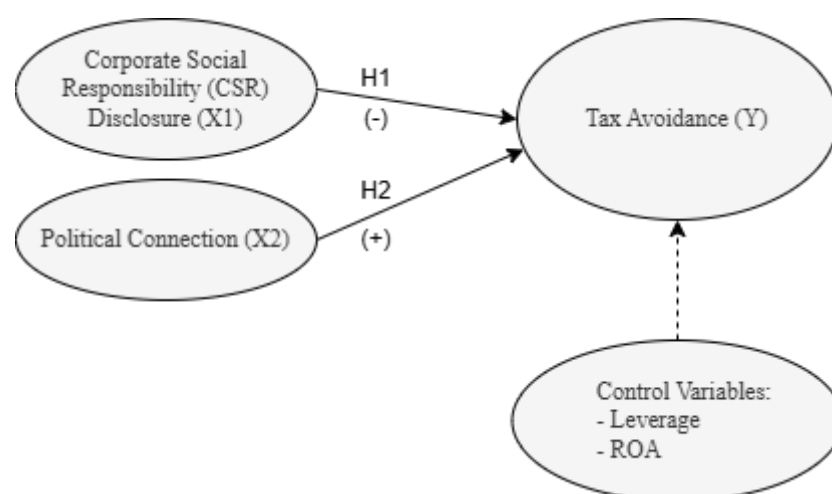 Corporate Social
Responsibility (CSR)
Disclosure (X1)
H1
(-)
Tax Avoidance (Y)
Political Connection (X2)
H2
(+)
Control Variables:
- Leverage
- ROA